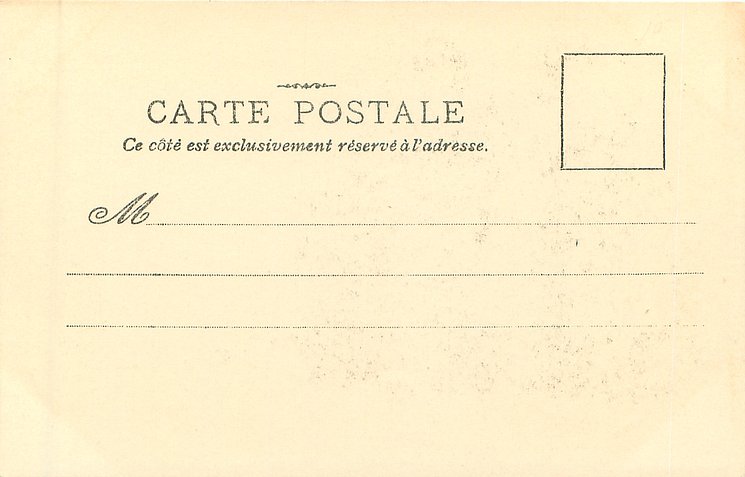 CARTE POSTALE
Ce côté est exclusivement réservé à l'adresse.
M